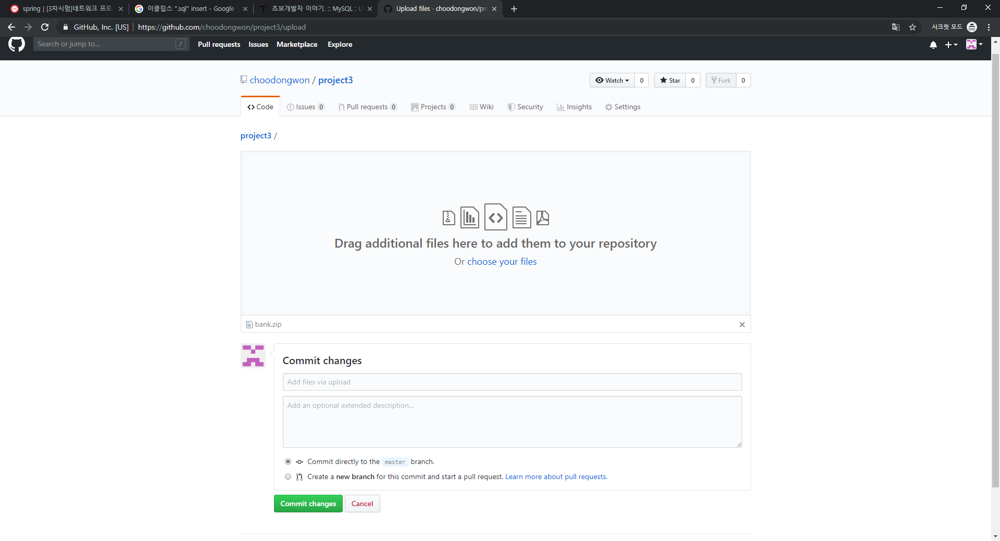 spring | [3차시험]네트워크 프로
이클립스 ".sql" insert - Google
초보개발자 이야기. :: MySQL : U
Upload files · choodongwon/pro
GitHub, Inc. [US] https://github.com/choodongwon/project3/upload
시크릿 모드
Search or jump to... /
Pull requests Issues Marketplace Explore
choodongwon / project3
Watch 0 Star 0 Fork 0
Code Issues 0 Pull requests 0 Projects 0 Wiki Security Insights Settings
project3 /
Drag additional files here to add them to your repository
Or choose your files
bank.zip
Commit changes
Add files via upload
Add an optional extended description...
Commit directly to the master branch.
Create a new branch for this commit and start a pull request. Learn more about pull requests.
Commit changes Cancel